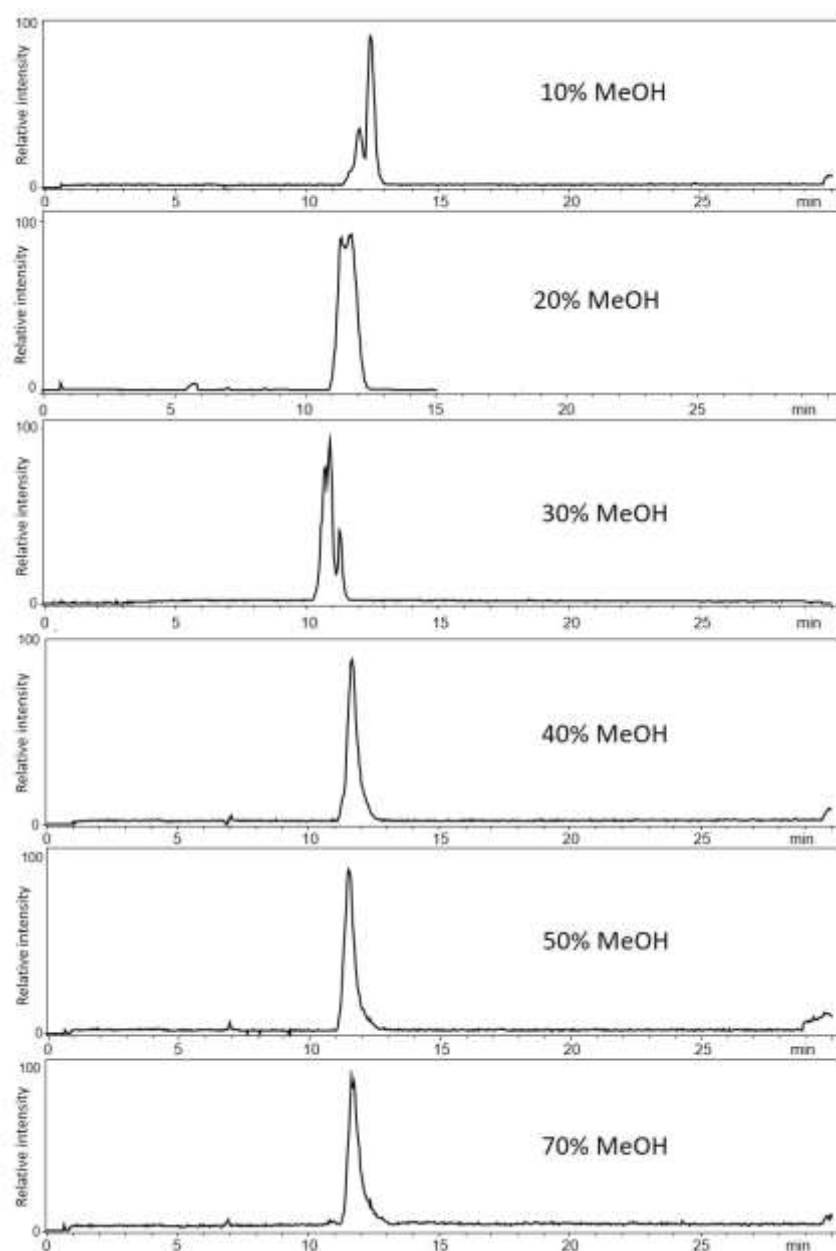 100
Relative intensity
10% MeOH
0
0 5 10 15 20 25 min
100
Relative intensity
20% MeOH
0
0 5 10 15 20 25 min
100
Relative intensity
30% MeOH
0
0 5 10 15 20 25 min
100
Relative intensity
40% MeOH
0
0 5 10 15 20 25 min
100
Relative intensity
50% MeOH
0
0 5 10 15 20 25 min
100
Relative intensity
70% MeOH
0
0 5 10 15 20 25 min